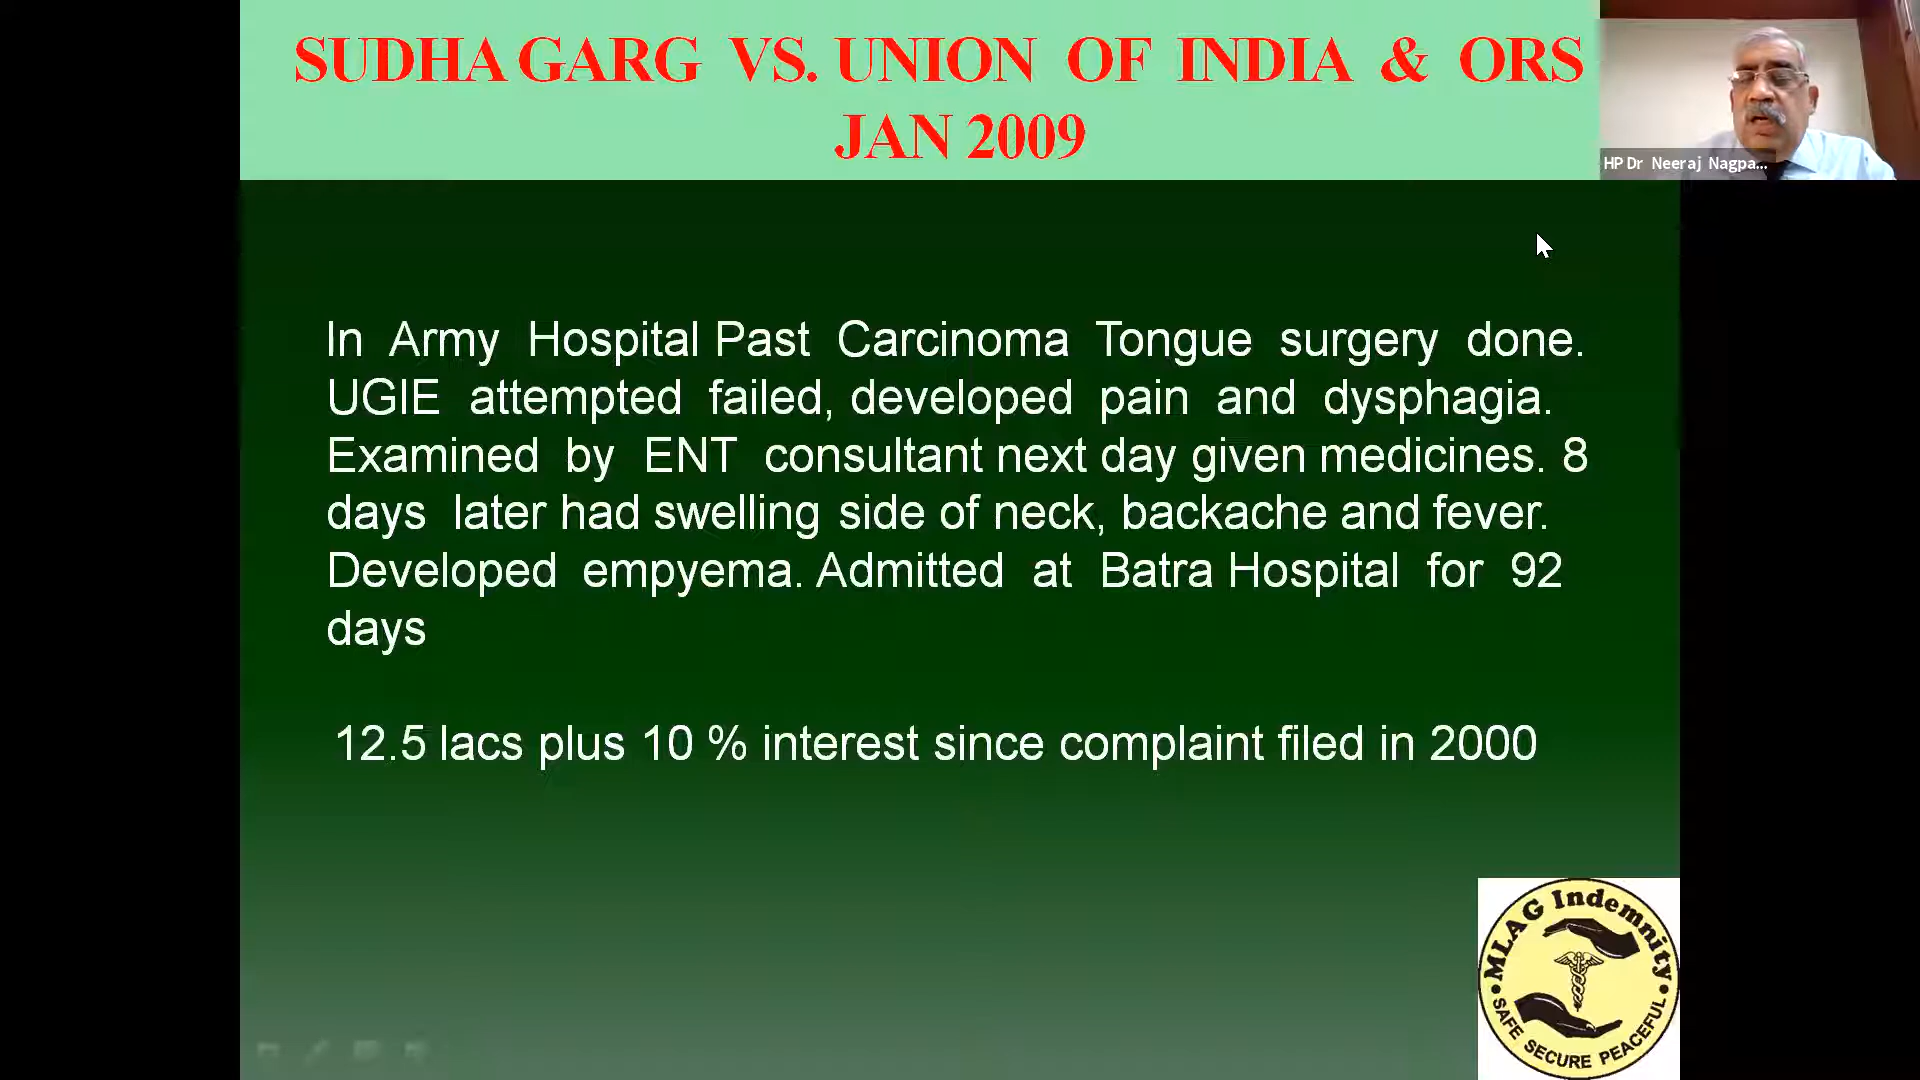 SUDHA GARG VS. UNION OF INDIA & ORS
JAN 2009
HP Dr Neeraj Nagpa...
In Army Hospital Past Carcinoma Tongue surgery done.
UGIE attempted failed, developed pain and dysphagia.
Examined by ENT consultant next day given medicines. 8
days later had swelling side of neck, backache and fever.
Developed empyema. Admitted at Batra Hospital for 92
days
12.5 lacs plus 10 % interest since complaint filed in 2000
MLAG Indemnity
SAFE SECURE PEACEFUL